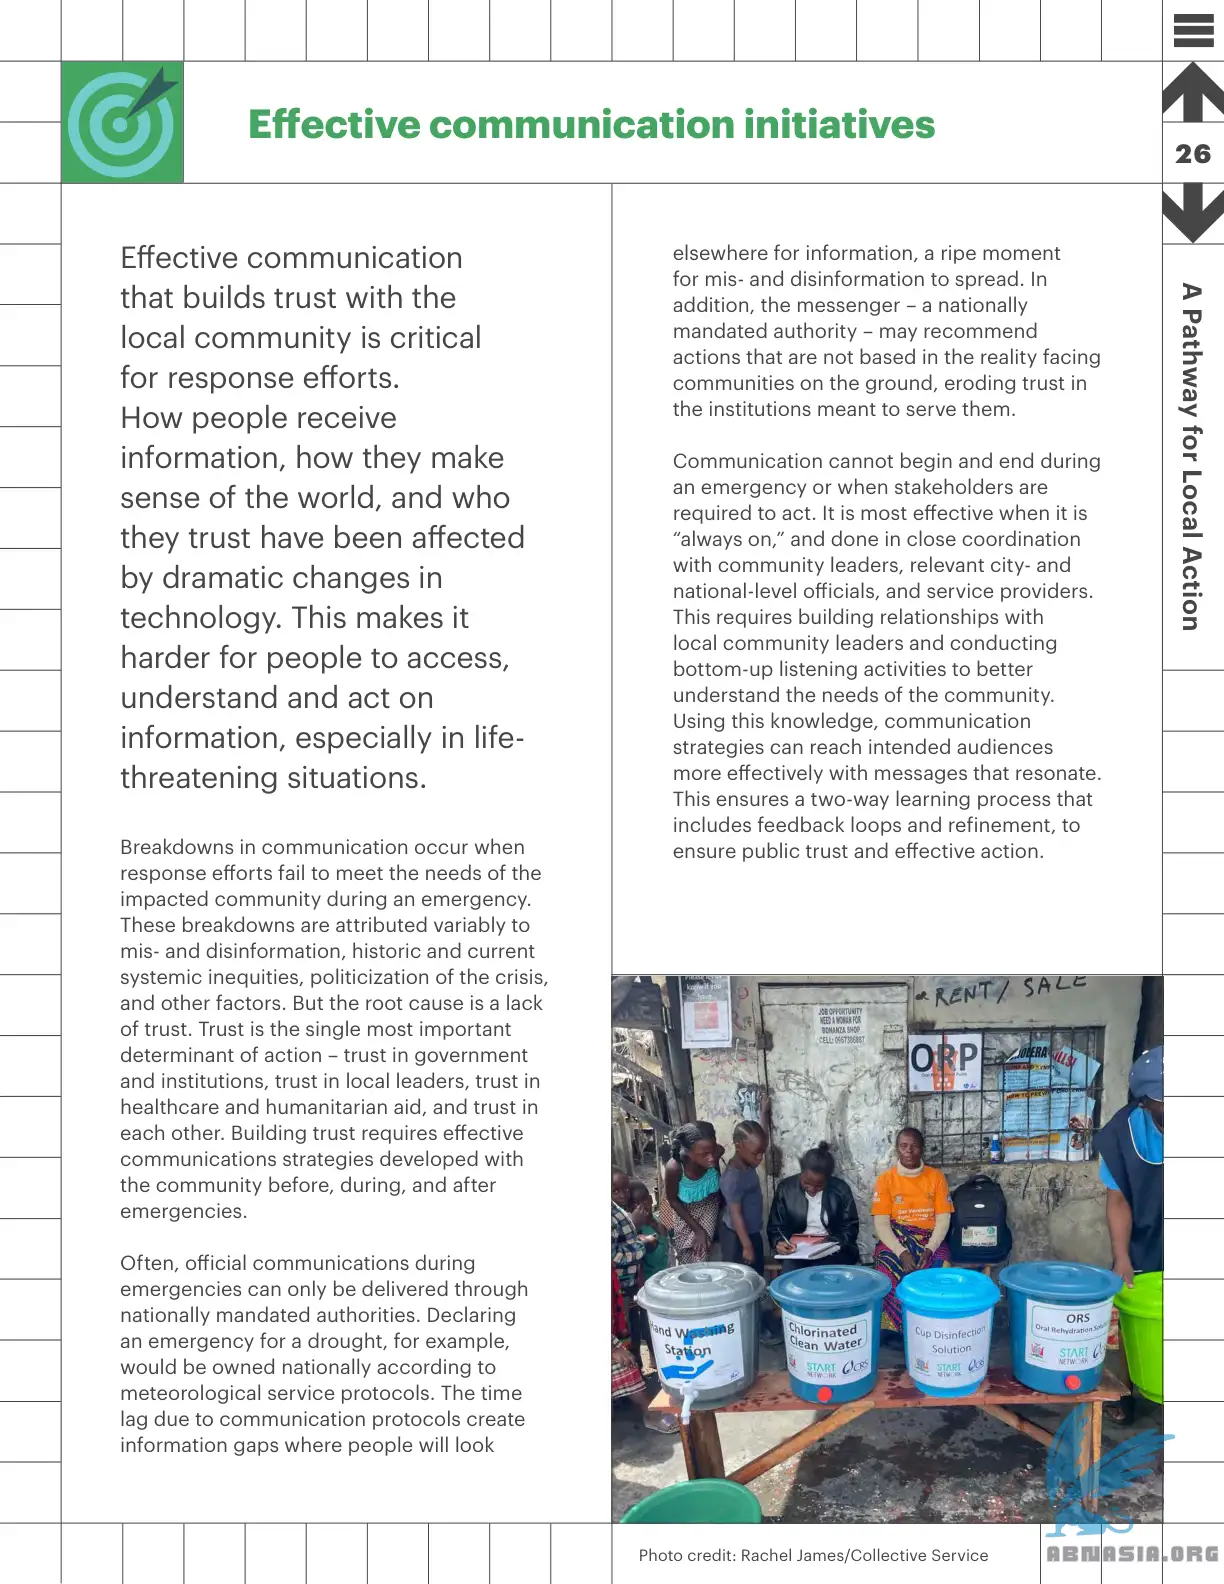 Effective communication initiatives
26
A Pathway for Local Action
Effective communication
that builds trust with the
local community is critical
for response efforts.
How people receive
information, how they make
sense of the world, and who
they trust have been affected
by dramatic changes in
technology. This makes it
harder for people to access,
understand and act on
information, especially in life-
threatening situations.
Breakdowns in communication occur when
response efforts fail to meet the needs of the
impacted community during an emergency.
These breakdowns are attributed variably to
mis- and disinformation, historic and current
systemic inequities, politicization of the crisis,
and other factors. But the root cause is a lack
of trust. Trust is the single most important
determinant of action – trust in government
and institutions, trust in local leaders, trust in
healthcare and humanitarian aid, and trust in
each other. Building trust requires effective
communications strategies developed with
the community before, during, and after
emergencies.
Often, official communications during
emergencies can only be delivered through
nationally mandated authorities. Declaring
an emergency for a drought, for example,
would be owned nationally according to
meteorological service protocols. The time
lag due to communication protocols create
information gaps where people will look
elsewhere for information, a ripe moment
for mis- and disinformation to spread. In
addition, the messenger – a nationally
mandated authority – may recommend
actions that are not based in the reality facing
communities on the ground, eroding trust in
the institutions meant to serve them.
Communication cannot begin and end during
an emergency or when stakeholders are
required to act. It is most effective when it is
“always on,” and done in close coordination
with community leaders, relevant city- and
national-level officials, and service providers.
This requires building relationships with
local community leaders and conducting
bottom-up listening activities to better
understand the needs of the community.
Using this knowledge, communication
strategies can reach intended audiences
more effectively with messages that resonate.
This ensures a two-way learning process that
includes feedback loops and refinement, to
ensure public trust and effective action.
RENT / SALE
JOB OPPORTUNITY
NEED A WOMAN FOR
BONANZA SHOP
CELL: 0967386867
ORP
Hand Washing
Station
Chlorinated
Clean Water
START
NETWORK
CRS
Cup Disinfection
Solution
START
NETWORK
CRS
ORS
Oral Rehydration Solution
START
NETWORK
Photo credit: Rachel James/Collective Service
ABNASIA.ORG